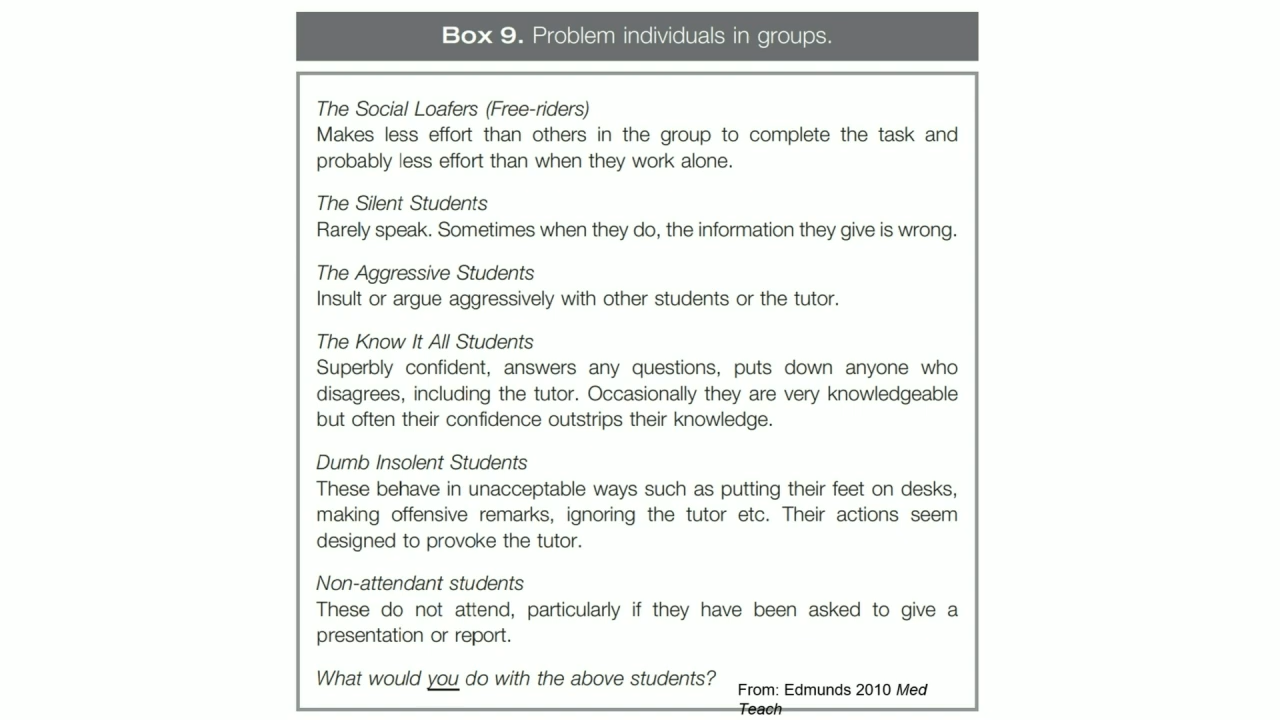 Box 9. Problem individuals in groups.
The Social Loafers (Free-riders)
Makes less effort than others in the group to complete the task and
probably less effort than when they work alone.
The Silent Students
Rarely speak. Sometimes when they do, the information they give is wrong.
The Aggressive Students
Insult or argue aggressively with other students or the tutor.
The Know It All Students
Superbly confident, answers any questions, puts down anyone who
disagrees, including the tutor. Occasionally they are very knowledgeable
but often their confidence outstrips their knowledge.
Dumb Insolent Students
These behave in unacceptable ways such as putting their feet on desks,
making offensive remarks, ignoring the tutor etc. Their actions seem
designed to provoke the tutor.
Non-attendant students
These do not attend, particularly if they have been asked to give a
presentation or report.
What would you do with the above students?
From: Edmunds 2010 Med
Teach